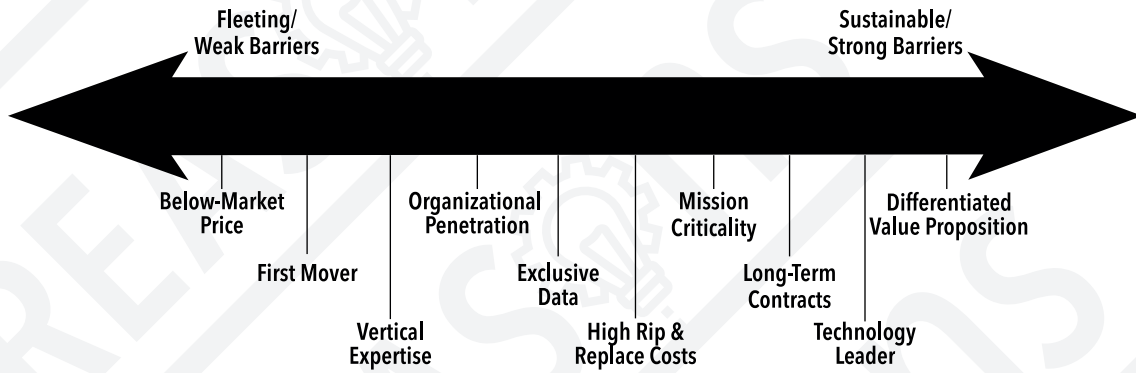 Fleeting/
Weak Barriers
Sustainable/
Strong Barriers
Below-Market
Price
First Mover
Vertical
Expertise
Organizational
Penetration
Exclusive
Data
High Rip &
Replace Costs
Mission
Criticality
Long-Term
Contracts
Technology
Leader
Differentiated
Value Proposition